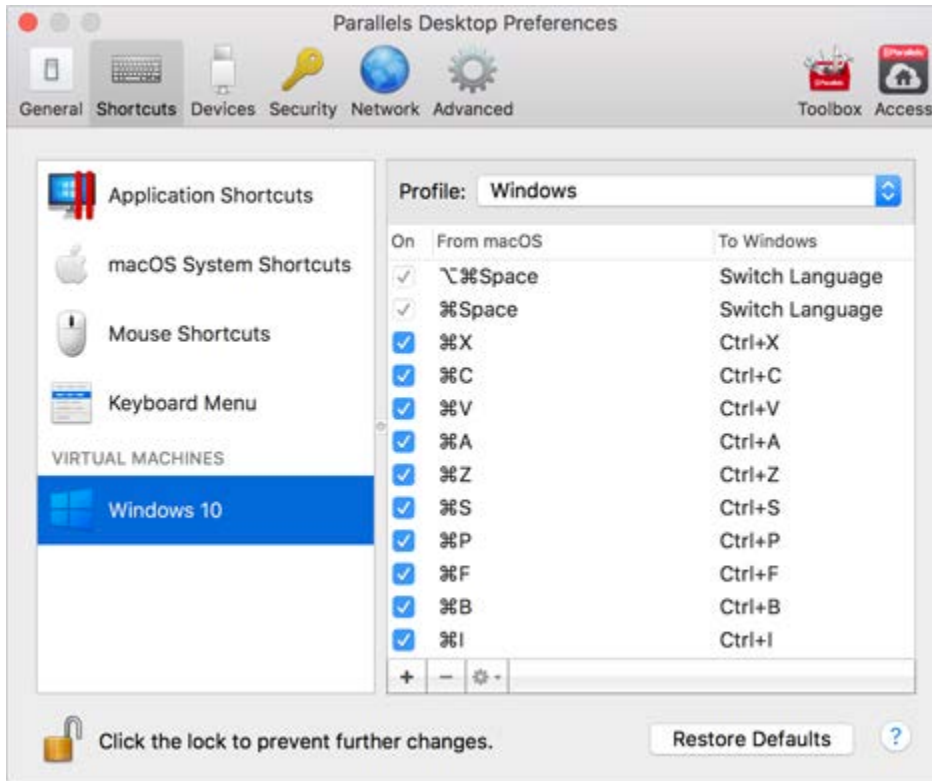 Parallels Desktop Preferences
General Shortcuts Devices Security Network Advanced Toolbox Access
Application Shortcuts
macOS System Shortcuts
Mouse Shortcuts
Keyboard Menu
VIRTUAL MACHINES
Windows 10
Profile: Windows
On From macOS To Windows
⌥⌘Space Switch Language
⌘Space Switch Language
⌘X Ctrl+X
⌘C Ctrl+C
⌘V Ctrl+V
⌘A Ctrl+A
⌘Z Ctrl+Z
⌘S Ctrl+S
⌘P Ctrl+P
⌘F Ctrl+F
⌘B Ctrl+B
⌘I Ctrl+I
Click the lock to prevent further changes.
Restore Defaults ?